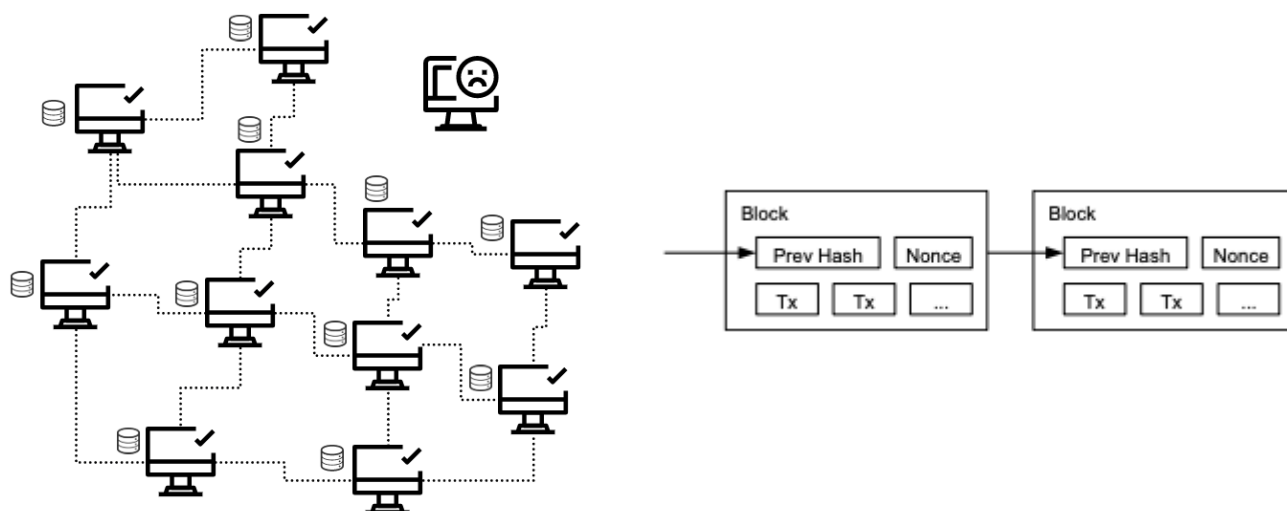 Block
Prev Hash Nonce
Tx Tx ...
Block
Prev Hash Nonce
Tx Tx ...